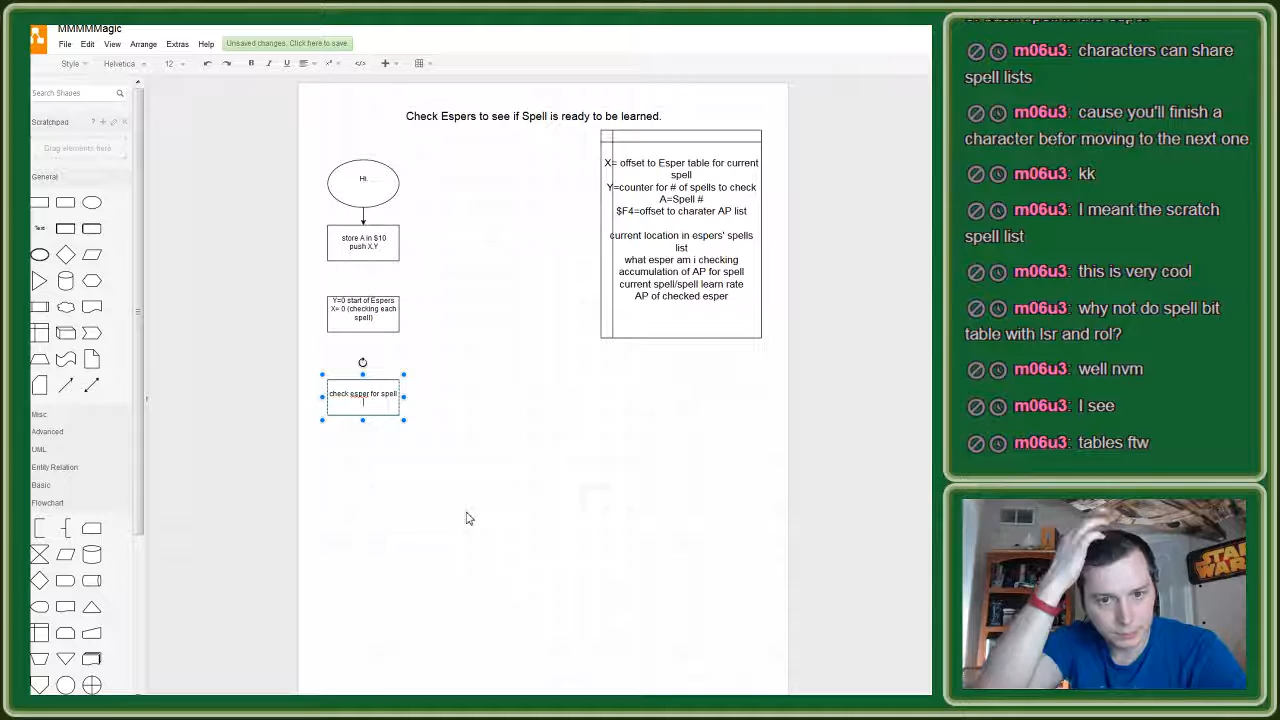 MMMMMagic
File Edit View Arrange Extras Help Unsaved changes. Click here to save.
Style Helvetica 12 B I U
Search Shapes
Scratchpad
Drag elements here
General
Text
Misc
Advanced
UML
Entity Relation
Basic
Flowchart
Check Espers to see if Spell is ready to be learned.
Hi.
store A in $10
push X,Y
Y=0 start of Espers
X= 0 (checking each
spell)
check esper for spell
X= offset to Esper table for current
spell
Y=counter for # of spells to check
A=Spell #
$F4=offset to charater AP list
current location in espers' spells
list
what esper am i checking
accumulation of AP for spell
current spell/spell learn rate
AP of checked esper
m06u3: characters can share
spell lists
m06u3: cause you'll finish a
character befor moving to the next one
m06u3: kk
m06u3: I meant the scratch
spell list
m06u3: this is very cool
m06u3: why not do spell bit
table with lsr and rol?
m06u3: well nvm
m06u3: I see
m06u3: tables ftw
STAR
WARS